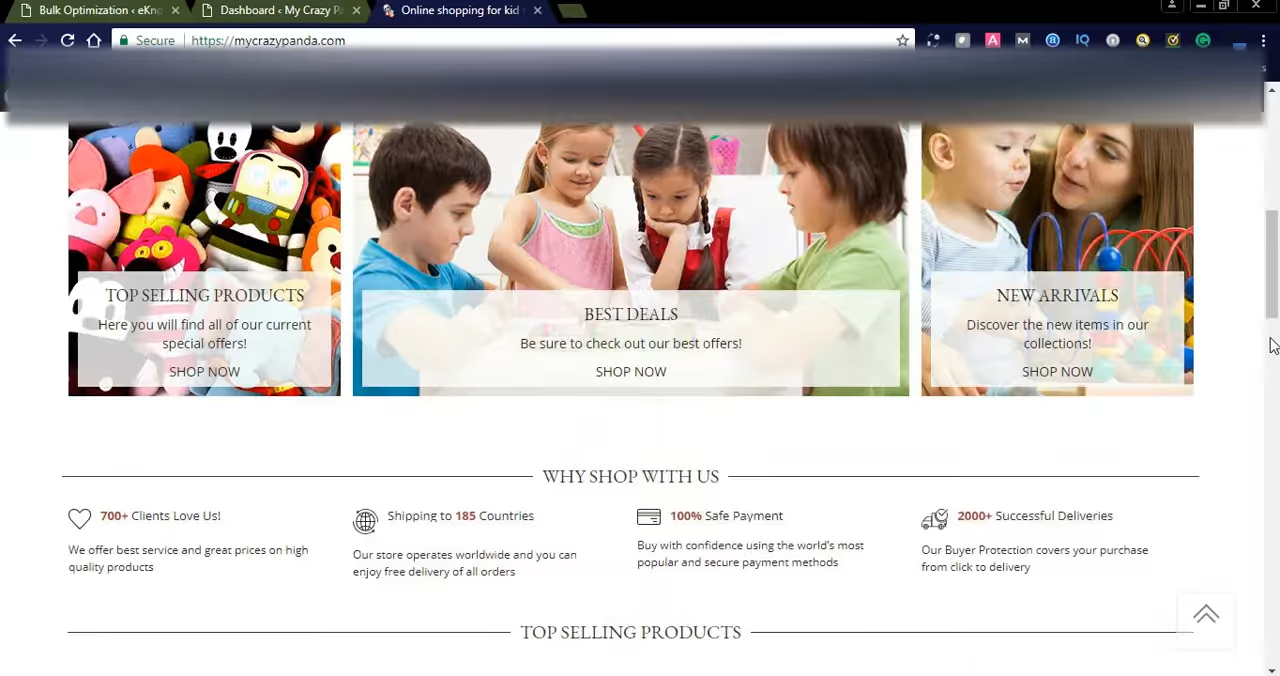 Bulk Optimization ‹ eKno
Dashboard ‹ My Crazy Pa
Online shopping for kid
Secure
https://mycrazypanda.com
TOP SELLING PRODUCTS
Here you will find all of our current
special offers!
SHOP NOW
BEST DEALS
Be sure to check out our best offers!
SHOP NOW
NEW ARRIVALS
Discover the new items in our
collections!
SHOP NOW
WHY SHOP WITH US
700+ Clients Love Us!
We offer best service and great prices on high
quality products
Shipping to 185 Countries
Our store operates worldwide and you can
enjoy free delivery of all orders
100% Safe Payment
Buy with confidence using the world's most
popular and secure payment methods
2000+ Successful Deliveries
Our Buyer Protection covers your purchase
from click to delivery
TOP SELLING PRODUCTS